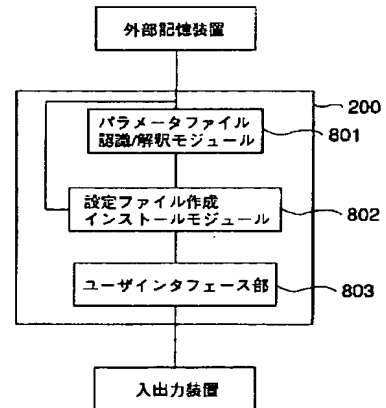 外部記憶装置
200
パラメータファイル
認識/解釈モジュール
801
設定ファイル作成
インストールモジュール
802
ユーザインタフェース部
803
入出力装置